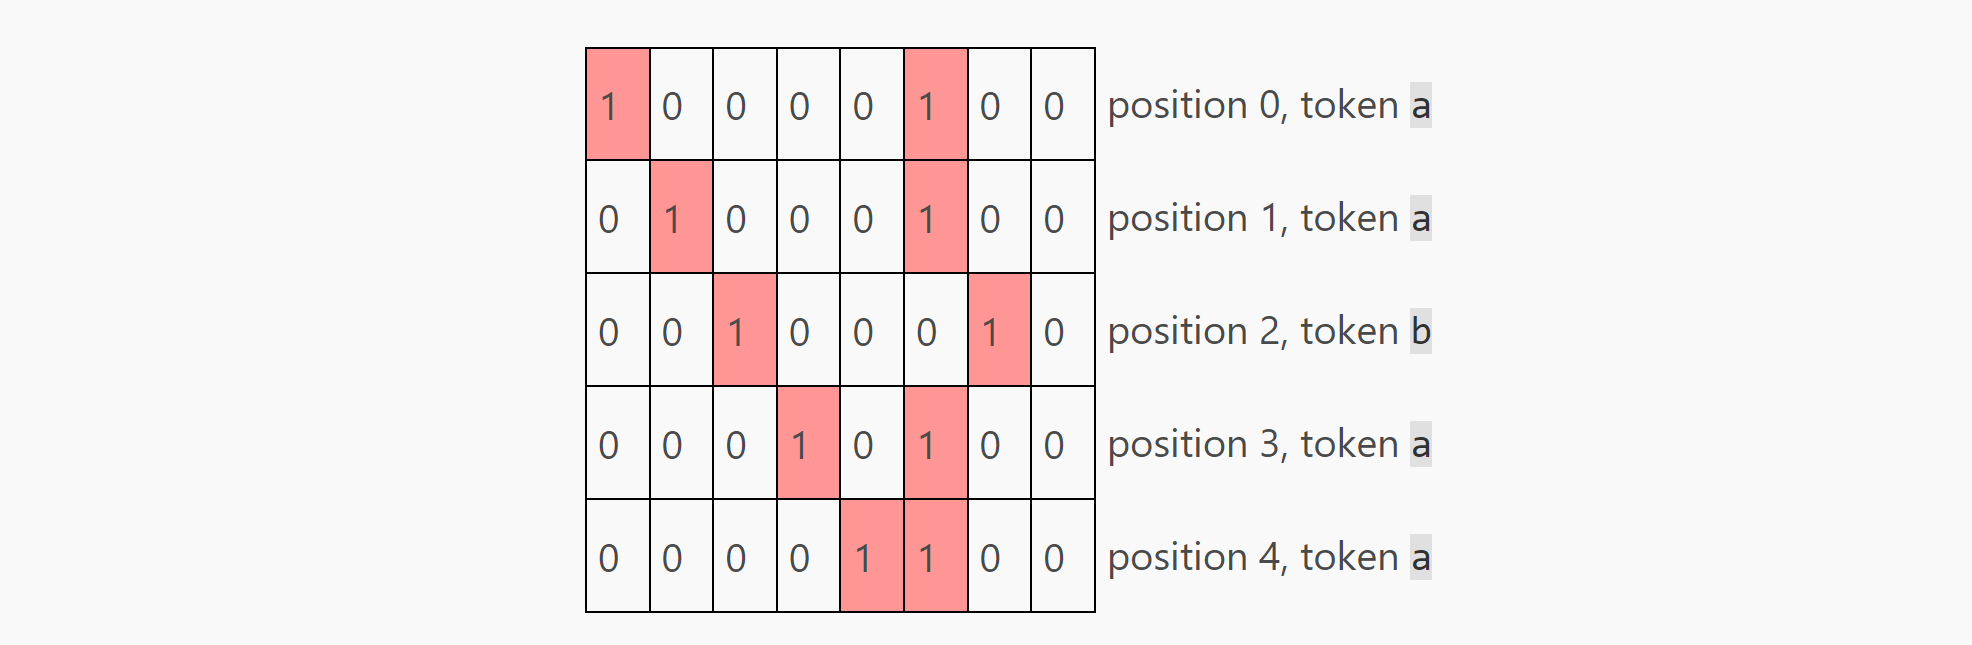 1 0 0 0 0 1 0 0 position 0, token a
0 1 0 0 0 1 0 0 position 1, token a
0 0 1 0 0 0 1 0 position 2, token b
0 0 0 1 0 1 0 0 position 3, token a
0 0 0 0 1 1 0 0 position 4, token a